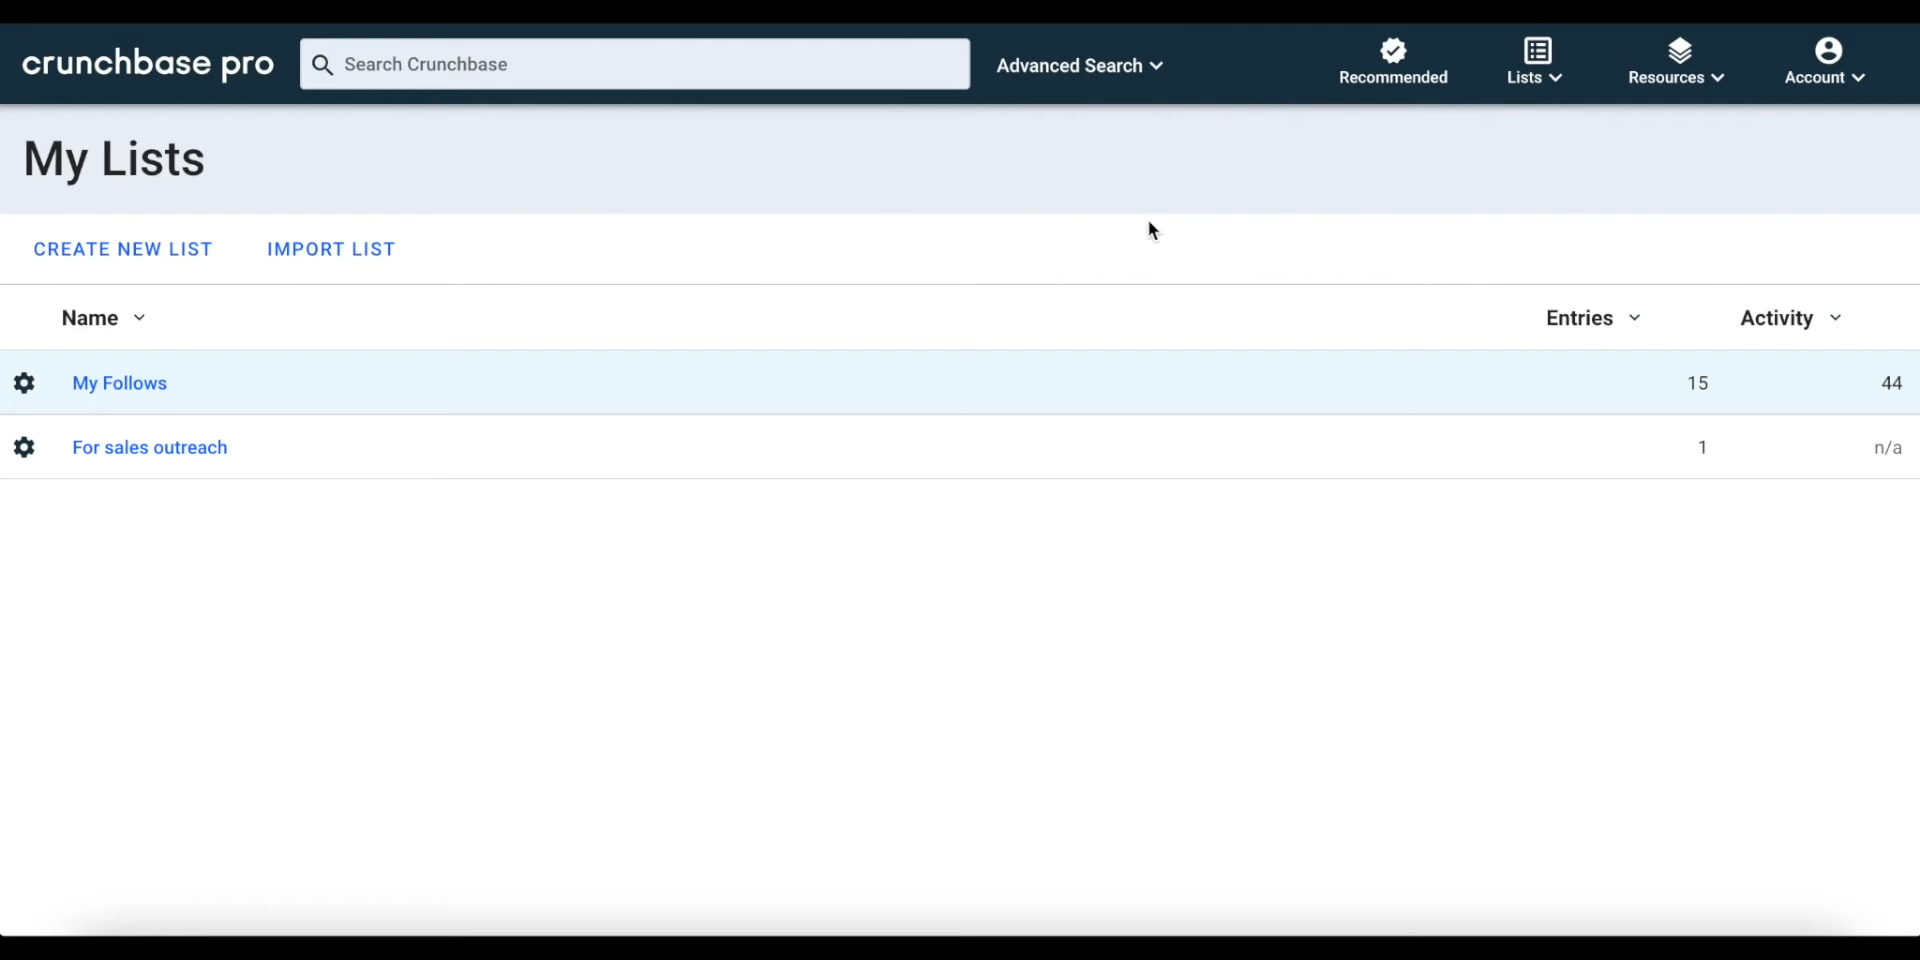 crunchbase pro
Search Crunchbase
Advanced Search
Recommended
Lists
Resources
Account
My Lists
CREATE NEW LIST IMPORT LIST
Name Entries Activity
My Follows 15 44
For sales outreach 1 n/a